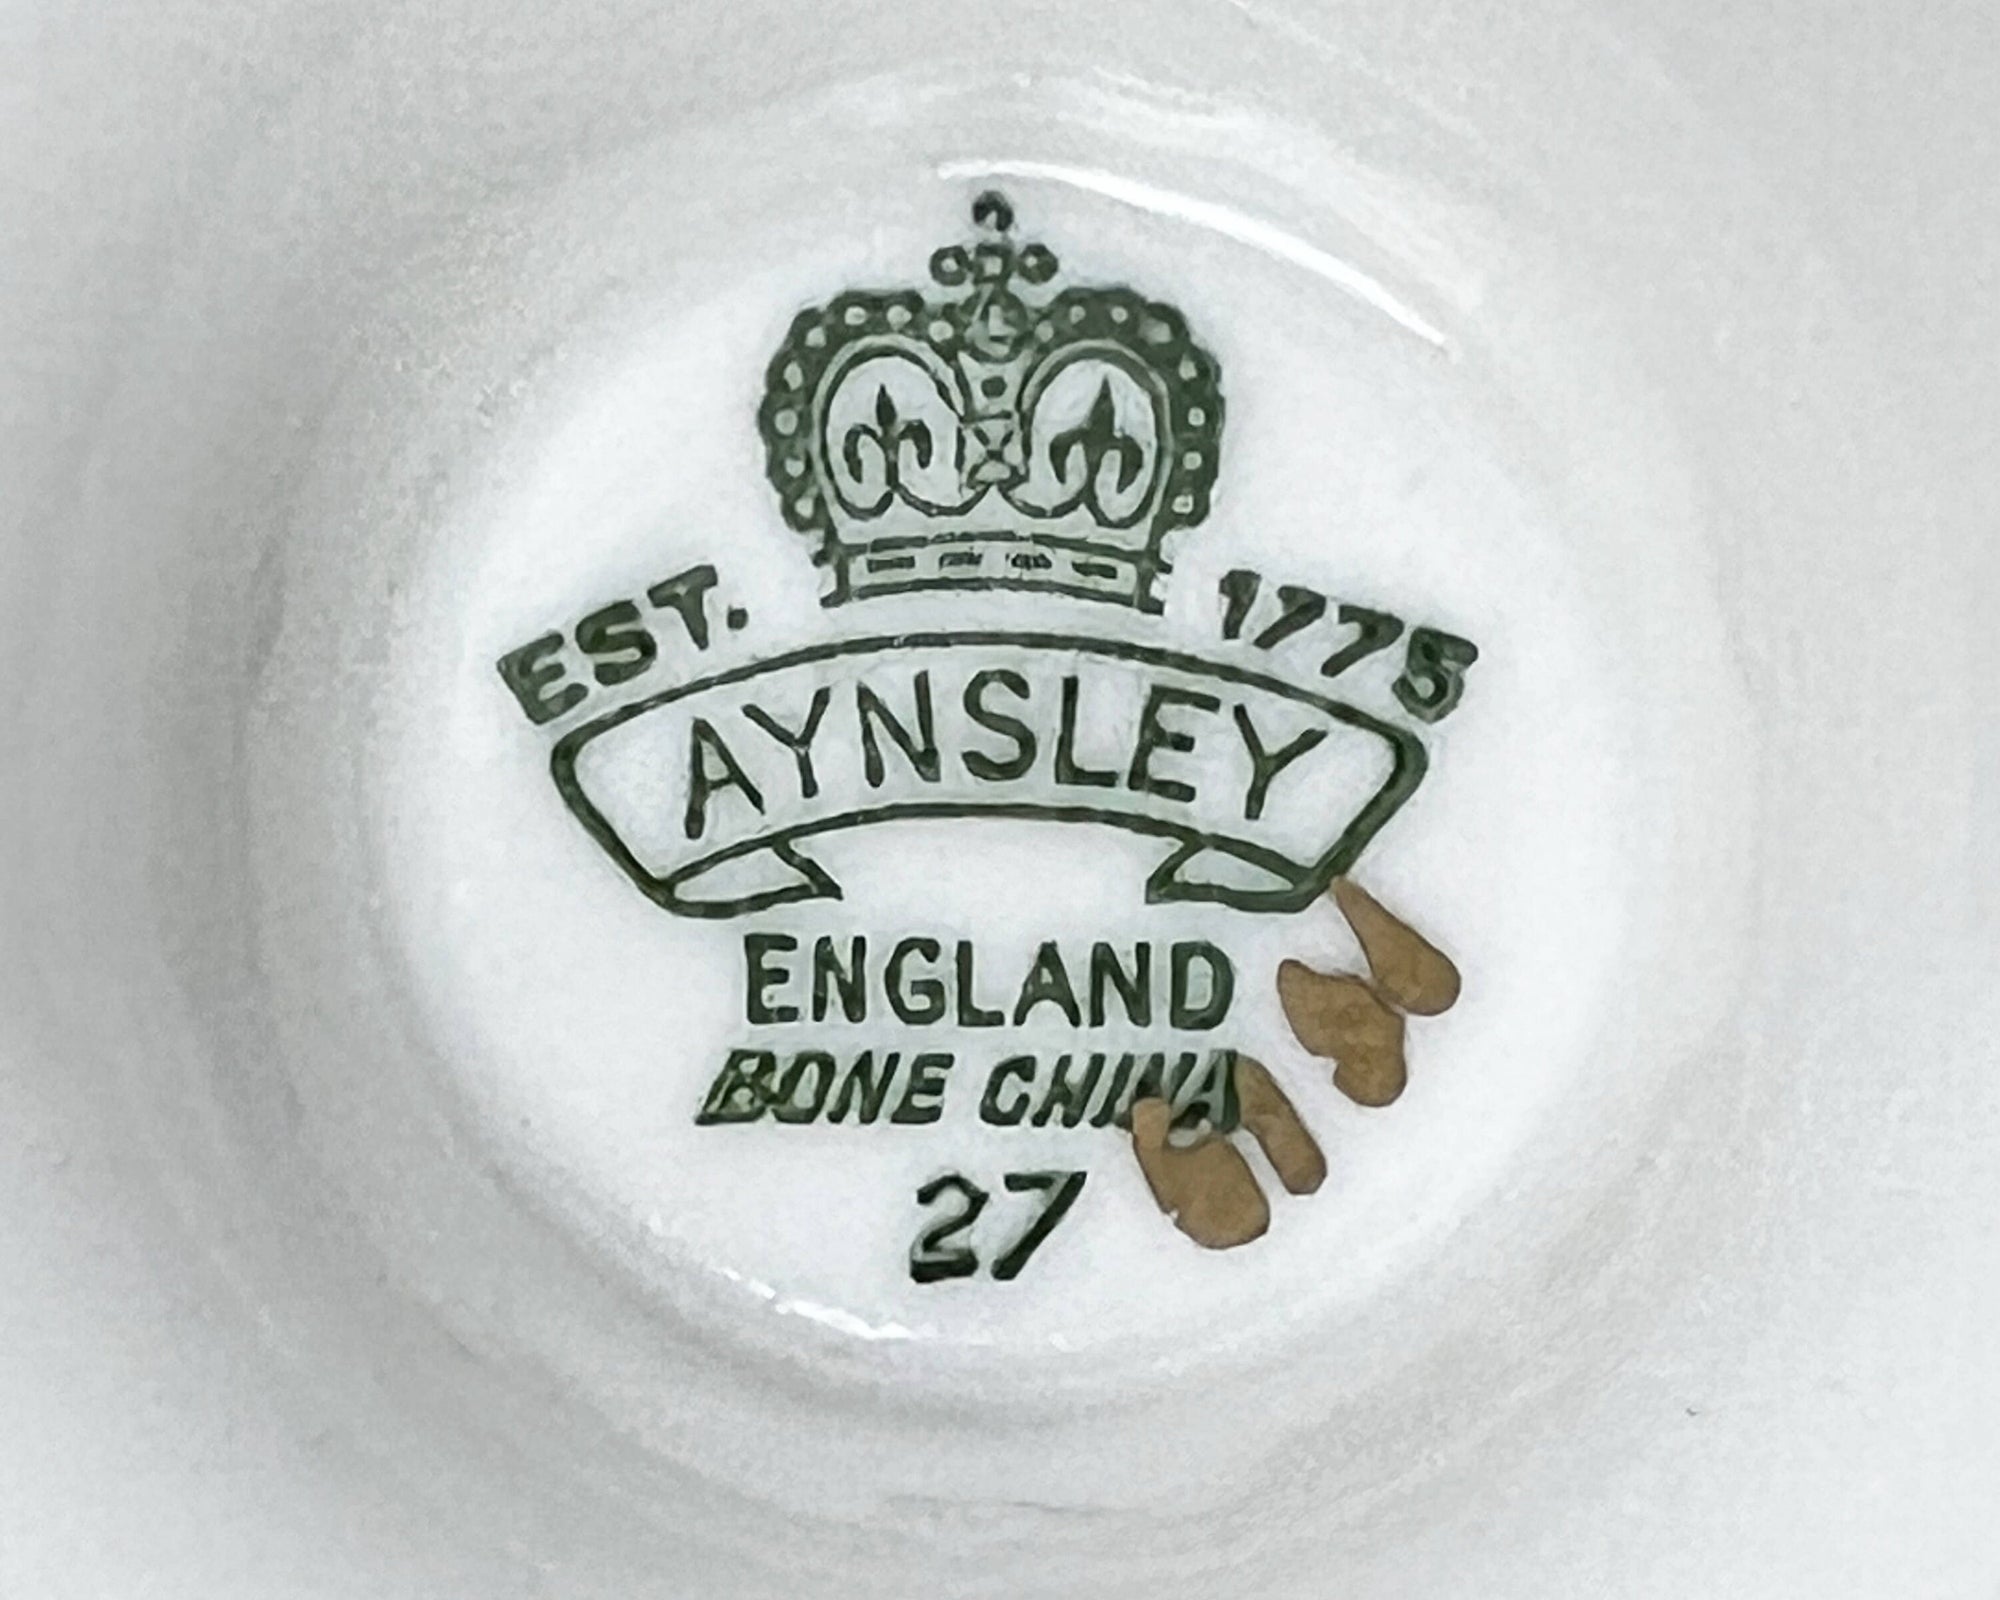 EST. 1775
AYNSLEY
ENGLAND
BONE CHINA
27